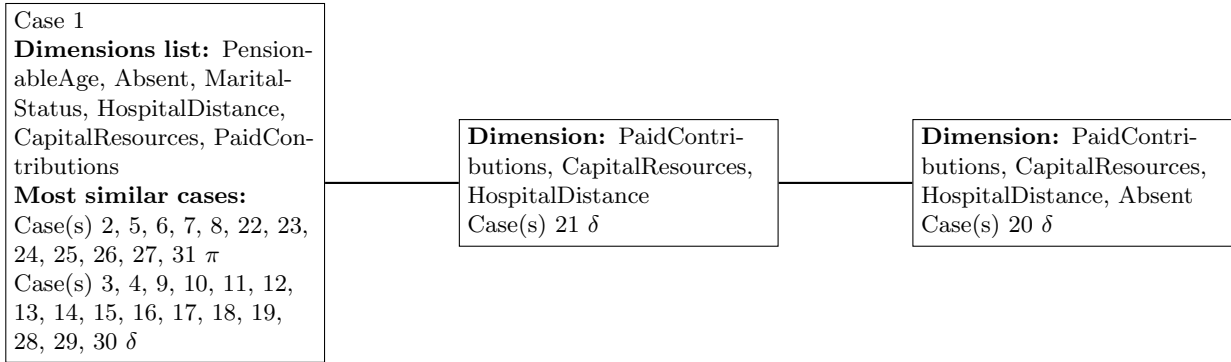 Case 1
Dimensions list: Pension-
ableAge, Absent, Marital-
Status, HospitalDistance,
CapitalResources, PaidCon-
tributions
Most similar cases:
Case(s) 2, 5, 6, 7, 8, 22, 23,
24, 25, 26, 27, 31 π
Case(s) 3, 4, 9, 10, 11, 12,
13, 14, 15, 16, 17, 18, 19,
28, 29, 30 δ
Dimension: PaidContri-
butions, CapitalResources,
HospitalDistance
Case(s) 21 δ
Dimension: PaidContri-
butions, CapitalResources,
HospitalDistance, Absent
Case(s) 20 δ